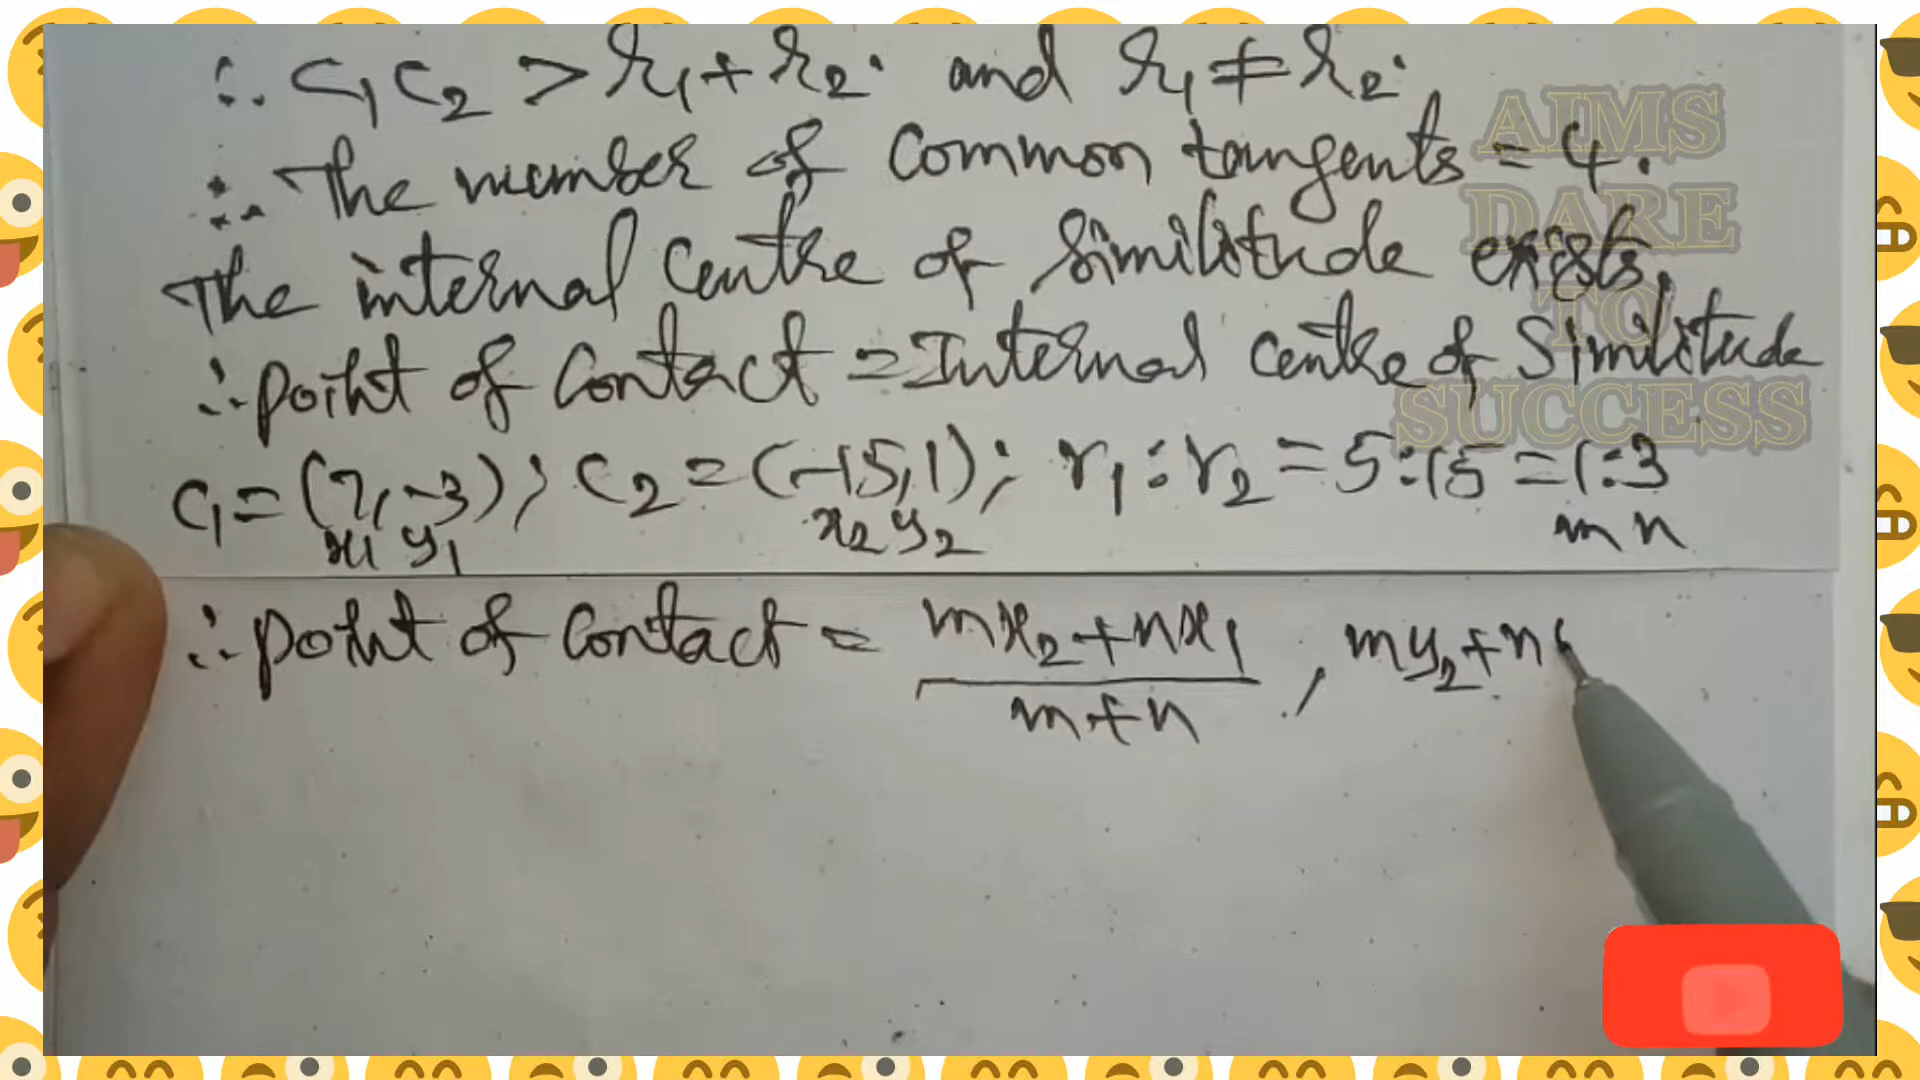 ∴ C₁C₂ > r₁ + r₂. and r₁ ≠ r₂.
∴ The number of common tangents = 4.
The internal centre of similitude exists,
∴ point of contact = Internal centre of Similitude
C₁ = (7, -3); C₂ = (-15, 1); r₁ : r₂ = 5:15 = 1:3
x₁ y₁ x₂ y₂ m n
∴ point of contact = mx₂+nx₁ / m+n , my₂+n
AIMS
DARE
TO
SUCCESS